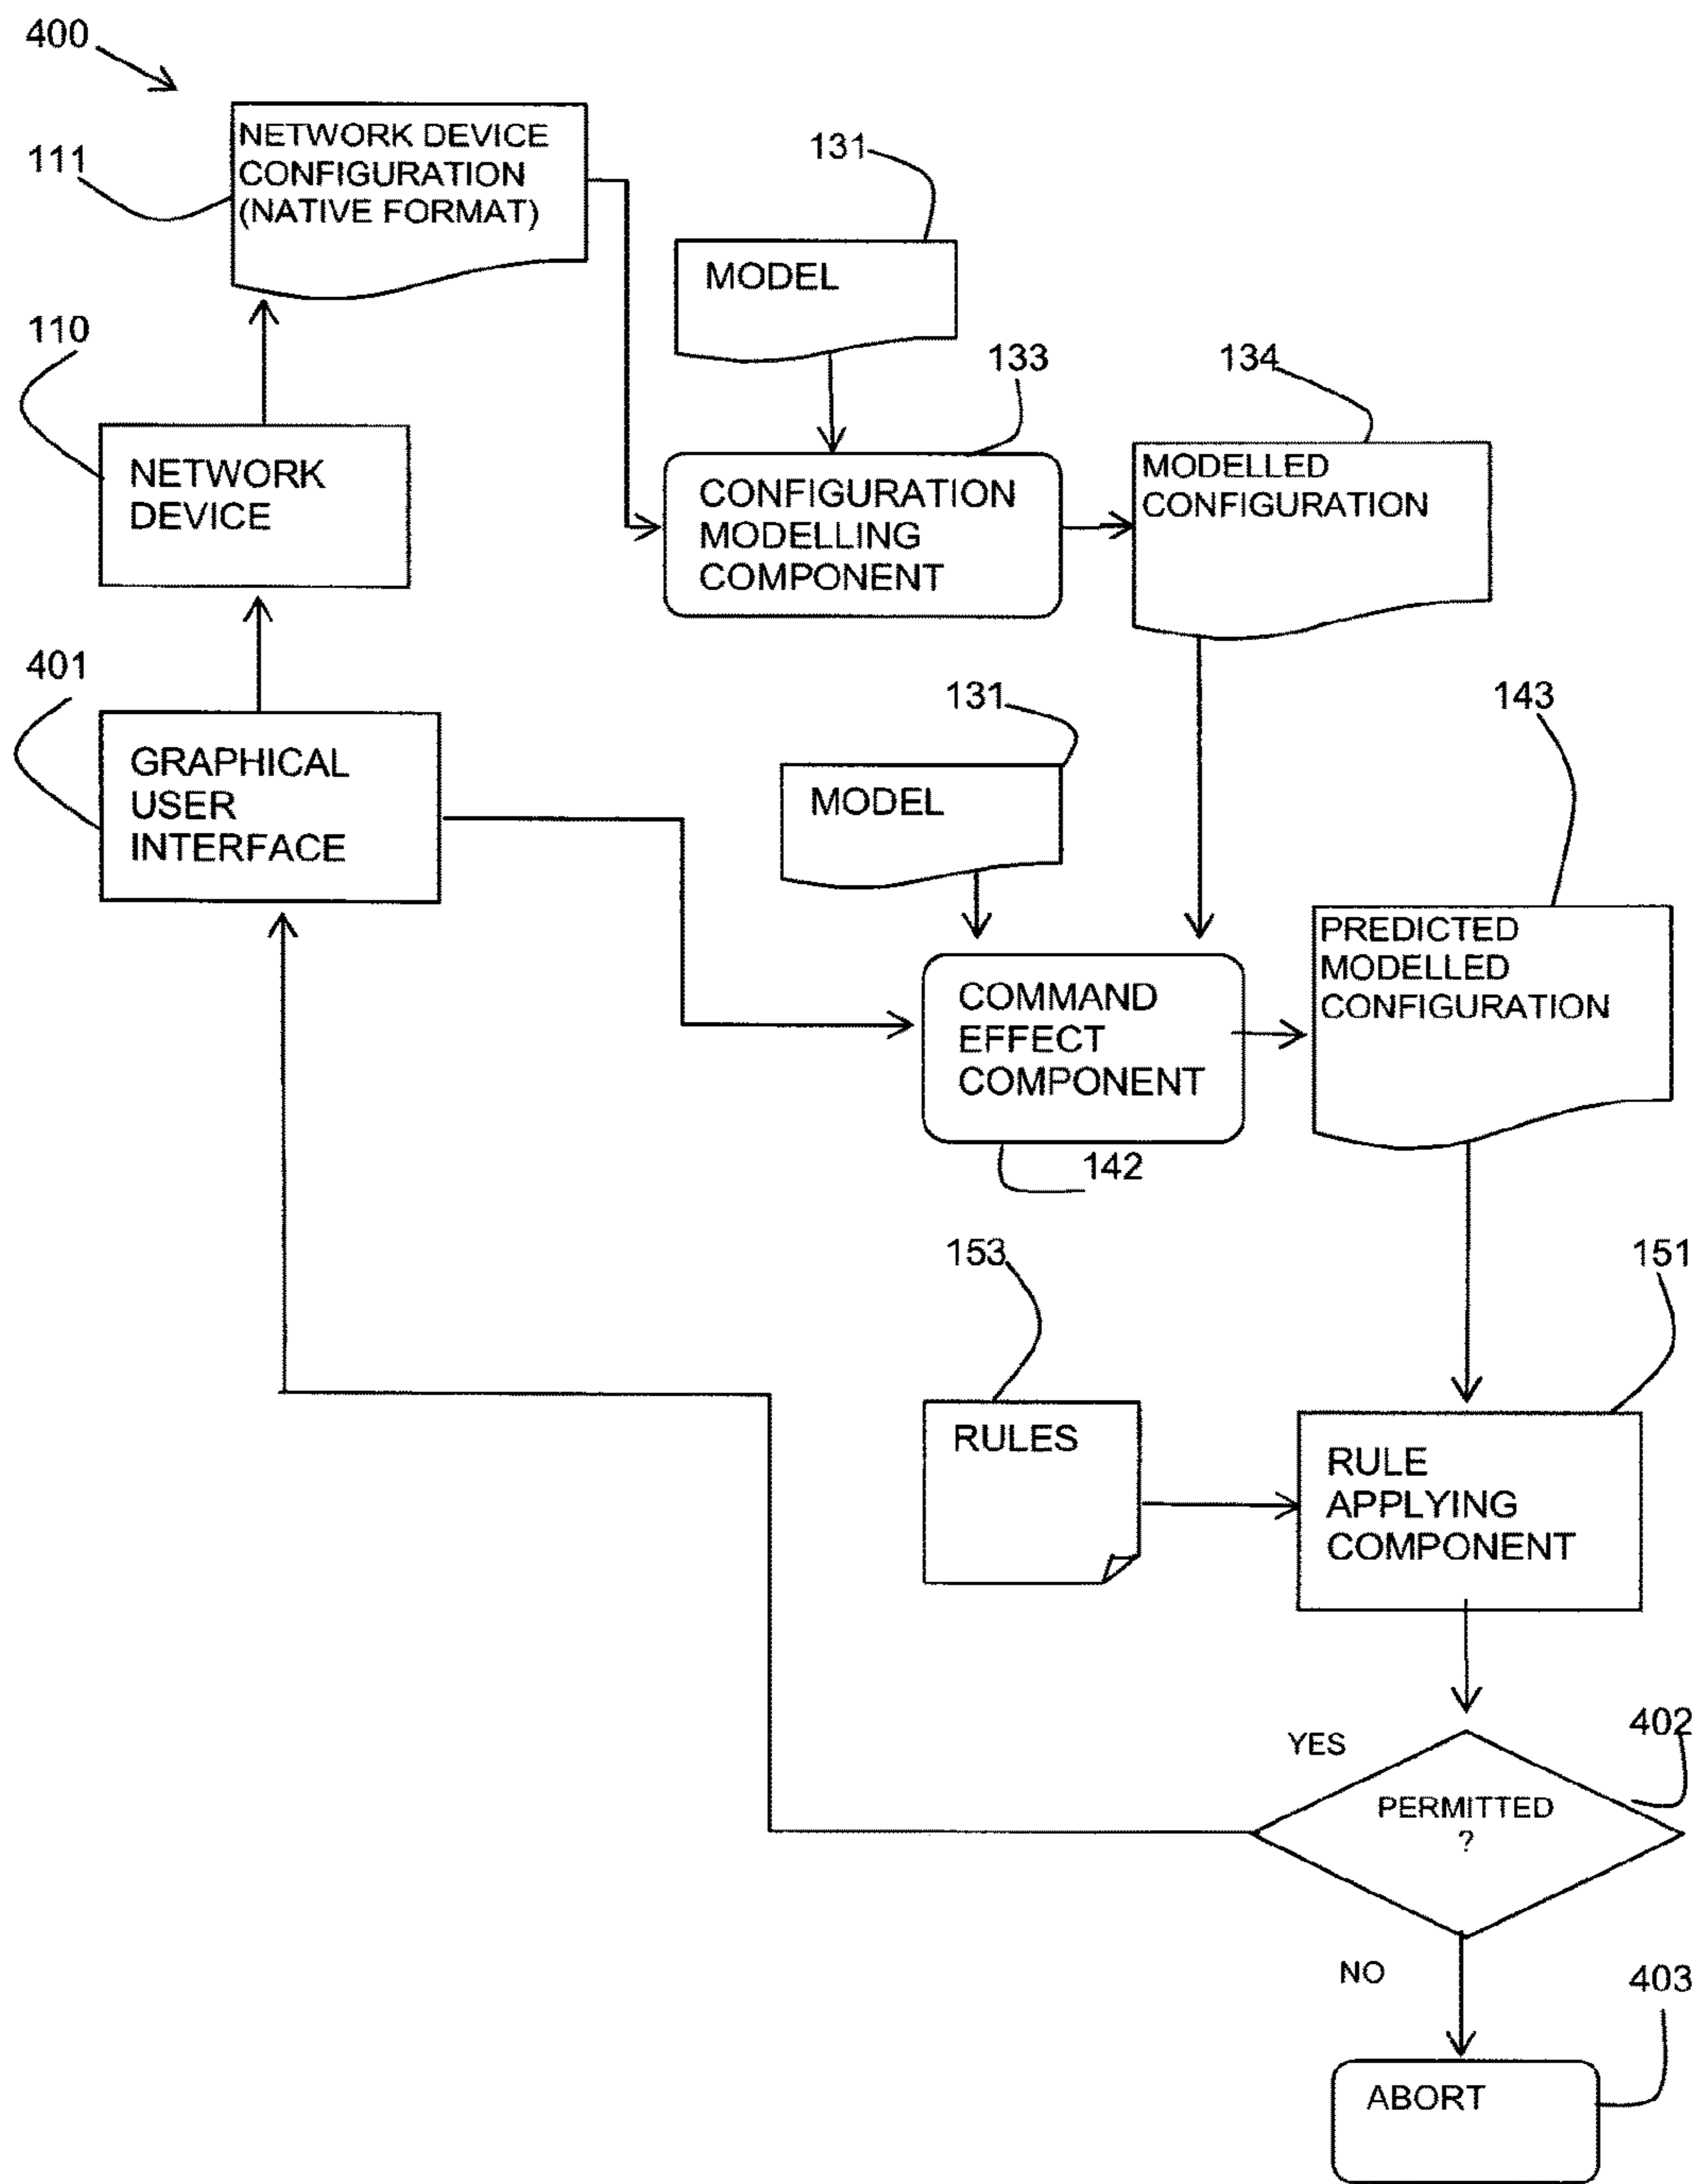 400
111
NETWORK DEVICE
CONFIGURATION
(NATIVE FORMAT)
131
MODEL
110
NETWORK
DEVICE
133
CONFIGURATION
MODELLING
COMPONENT
134
MODELLED
CONFIGURATION
401
GRAPHICAL
USER
INTERFACE
131
MODEL
143
PREDICTED
MODELLED
CONFIGURATION
COMMAND
EFFECT
COMPONENT
142
153
RULES
151
RULE
APPLYING
COMPONENT
402
YES
PERMITTED
?
NO
403
ABORT